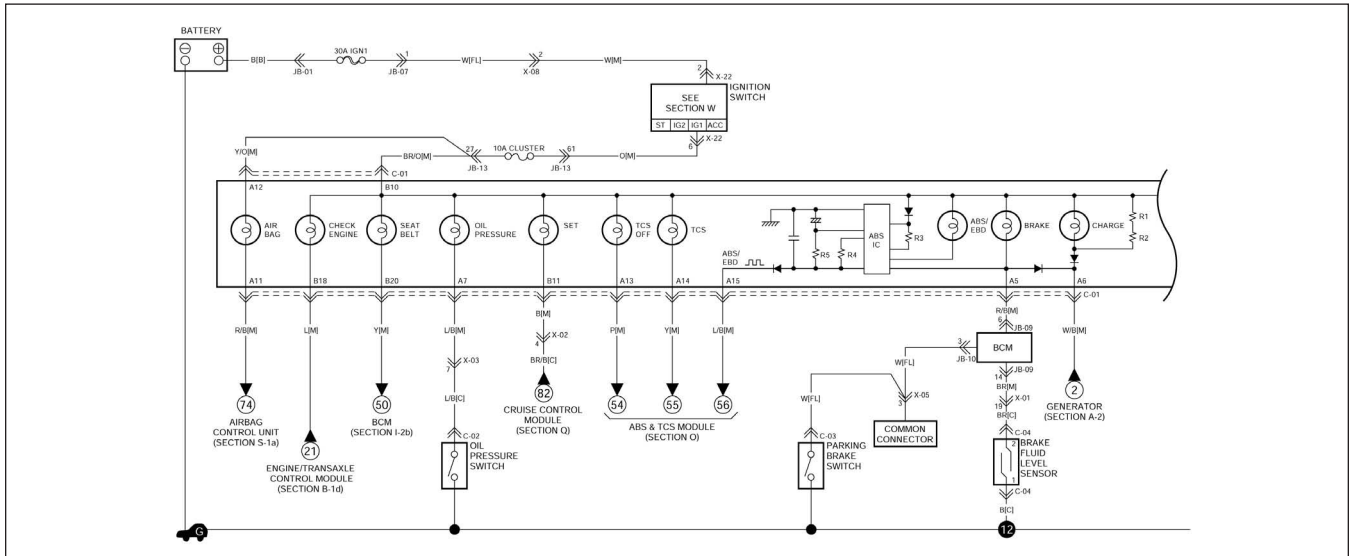 BATTERY
30A IGN1
B[B]
JB-01
1
JB-07
W[FL]
2
X-08
W[M]
2
X-22
IGNITION
SWITCH
SEE
SECTION W
ST IG2 IG1 ACC
X-22
6
Y/O[M]
BR/O[M]
27
JB-13
10A CLUSTER
61
JB-13
O[M]
C-01
A12
B10
AIR
BAG
CHECK
ENGINE
SEAT
BELT
OIL
PRESSURE
SET
TCS
OFF
TCS
ABS/
EBD
R5
R4
ABS
IC
R3
ABS/
EBD
BRAKE
CHARGE
R1
R2
A11
B18
B20
A7
B11
A13
A14
A15
A5
A6
C-01
R/B[M]
L[M]
Y[M]
L/B[M]
B[M]
P[M]
Y[M]
L/B[M]
R/B[M]
W/B[M]
X-03
7
L/B[C]
X-02
4
BR/B[C]
6
JB-09
BCM
3
JB-10
W[FL]
14
JB-09
BR[M]
X-01
19
BR[C]
W[FL]
X-05
3
74
AIRBAG
CONTROL UNIT
(SECTION S-1a)
21
ENGINE/TRANSAXLE
CONTROL MODULE
(SECTION B-1d)
50
BCM
(SECTION I-2b)
C-02
OIL
PRESSURE
SWITCH
82
CRUISE CONTROL
MODULE
(SECTION Q)
54
55
56
ABS & TCS MODULE
(SECTION O)
C-03
PARKING
BRAKE
SWITCH
COMMON
CONNECTOR
C-04
2
BRAKE
FLUID
LEVEL
SENSOR
1
C-04
B[C]
2
GENERATOR
(SECTION A-2)
G
12